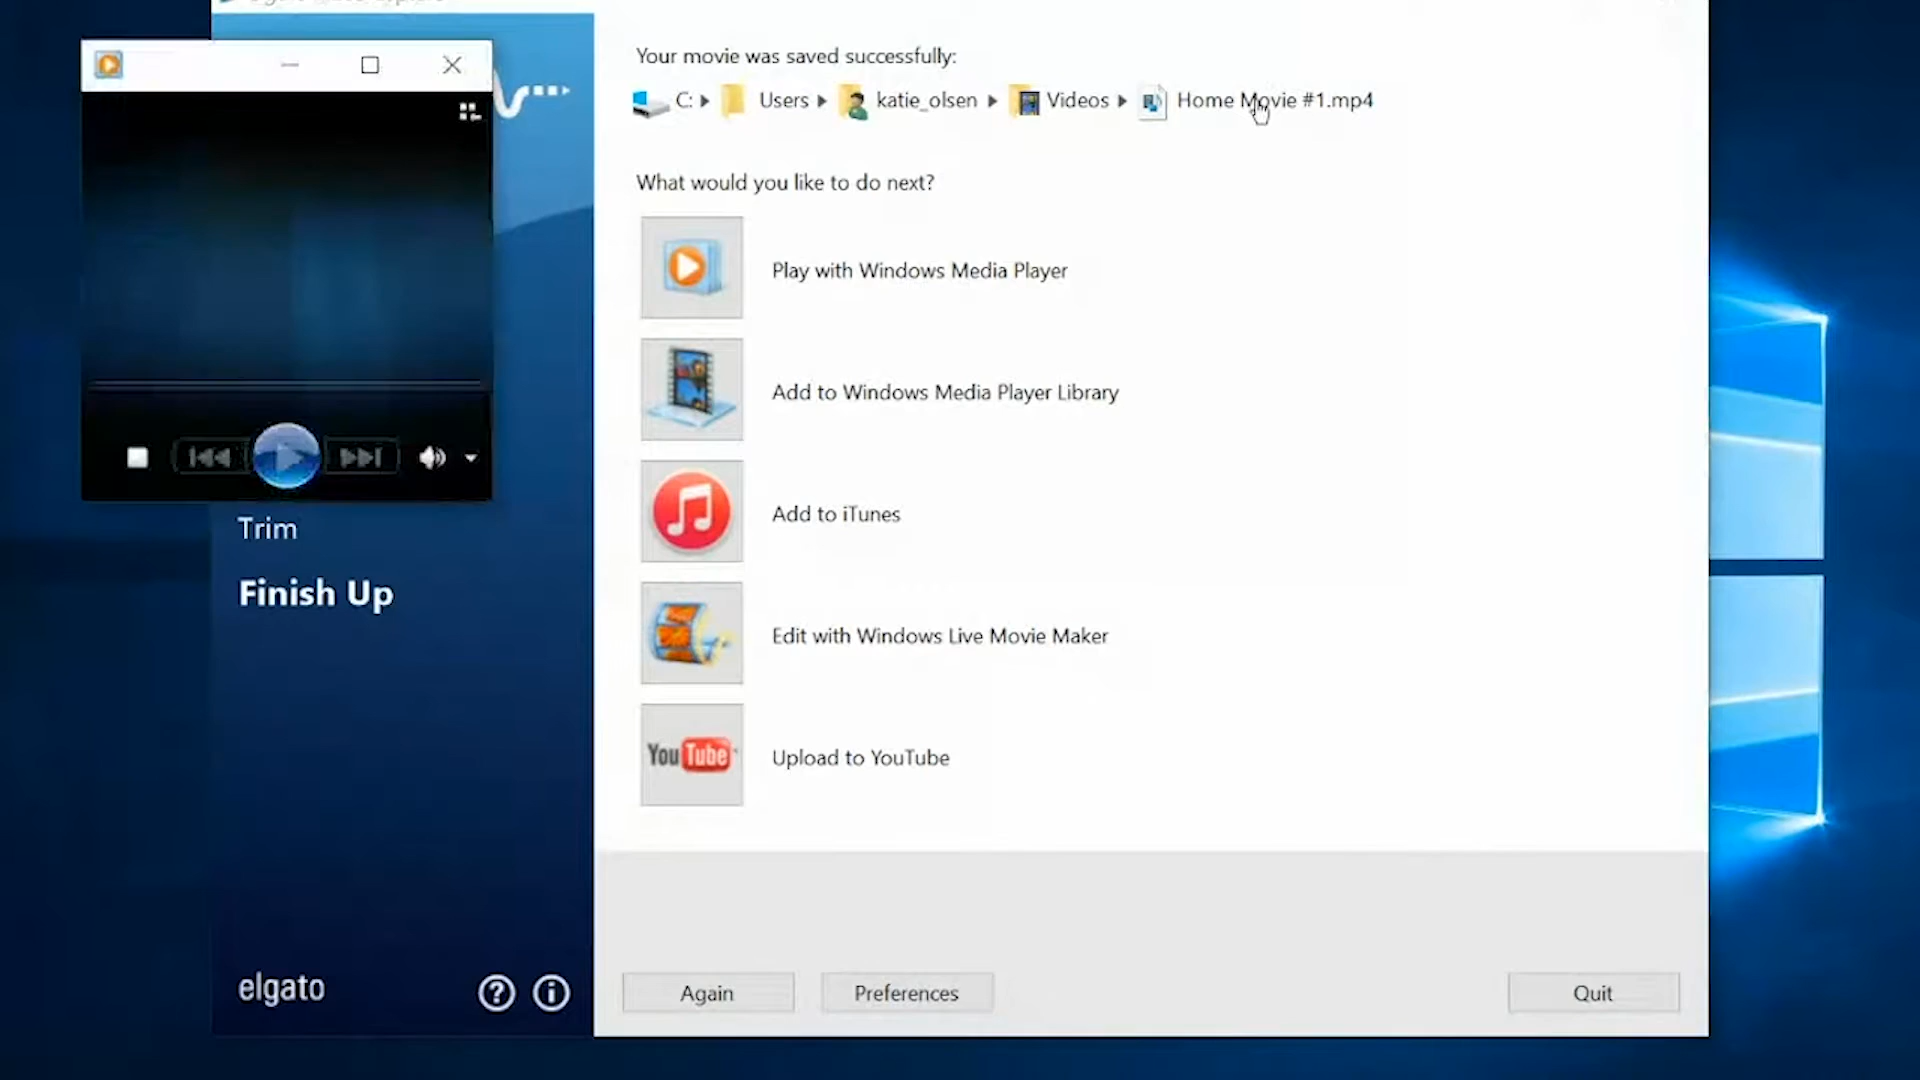 Your movie was saved successfully:
C: Users katie_olsen Videos Home Movie #1.mp4
What would you like to do next?
Play with Windows Media Player
Add to Windows Media Player Library
Add to iTunes
Edit with Windows Live Movie Maker
YouTube Upload to YouTube
Trim
Finish Up
elgato
Again Preferences Quit